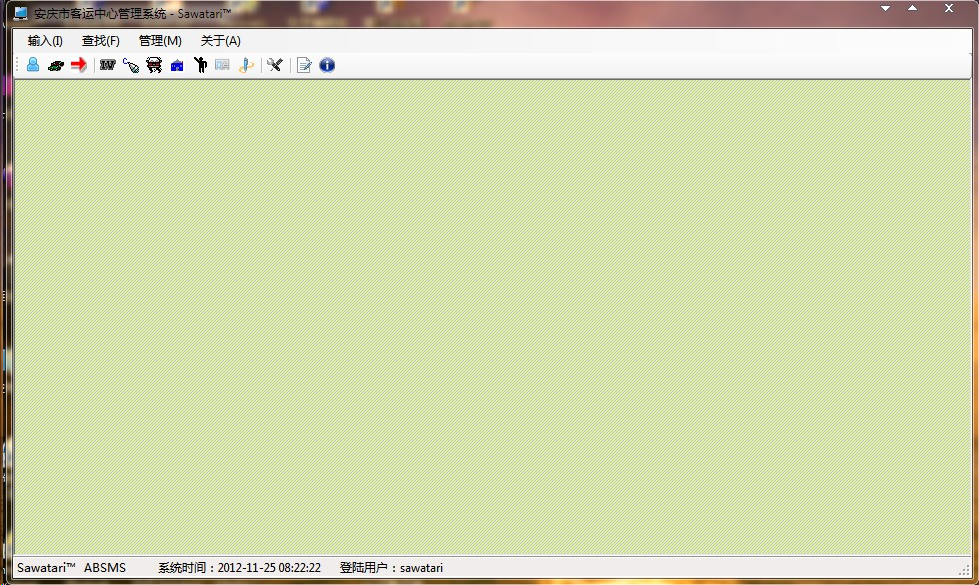 安庆市客运中心管理系统 - Sawatari™
输入(I) 查找(F) 管理(M) 关于(A)
Sawatari™ ABSMS 系统时间：2012-11-25 08:22:22 登陆用户：sawatari